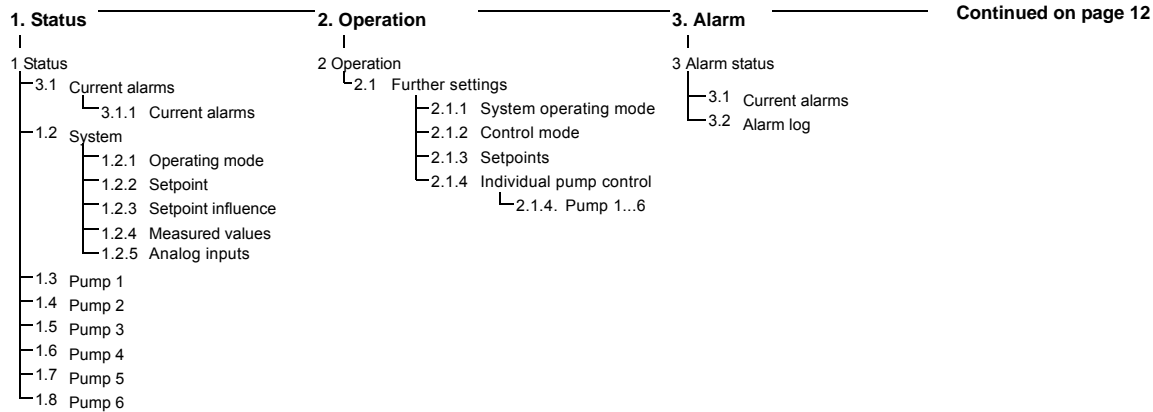 1. Status
1 Status
3.1 Current alarms
3.1.1 Current alarms
1.2 System
1.2.1 Operating mode
1.2.2 Setpoint
1.2.3 Setpoint influence
1.2.4 Measured values
1.2.5 Analog inputs
1.3 Pump 1
1.4 Pump 2
1.5 Pump 3
1.6 Pump 4
1.7 Pump 5
1.8 Pump 6
2. Operation
2 Operation
2.1 Further settings
2.1.1 System operating mode
2.1.2 Control mode
2.1.3 Setpoints
2.1.4 Individual pump control
2.1.4. Pump 1...6
3. Alarm
3 Alarm status
3.1 Current alarms
3.2 Alarm log
Continued on page 12